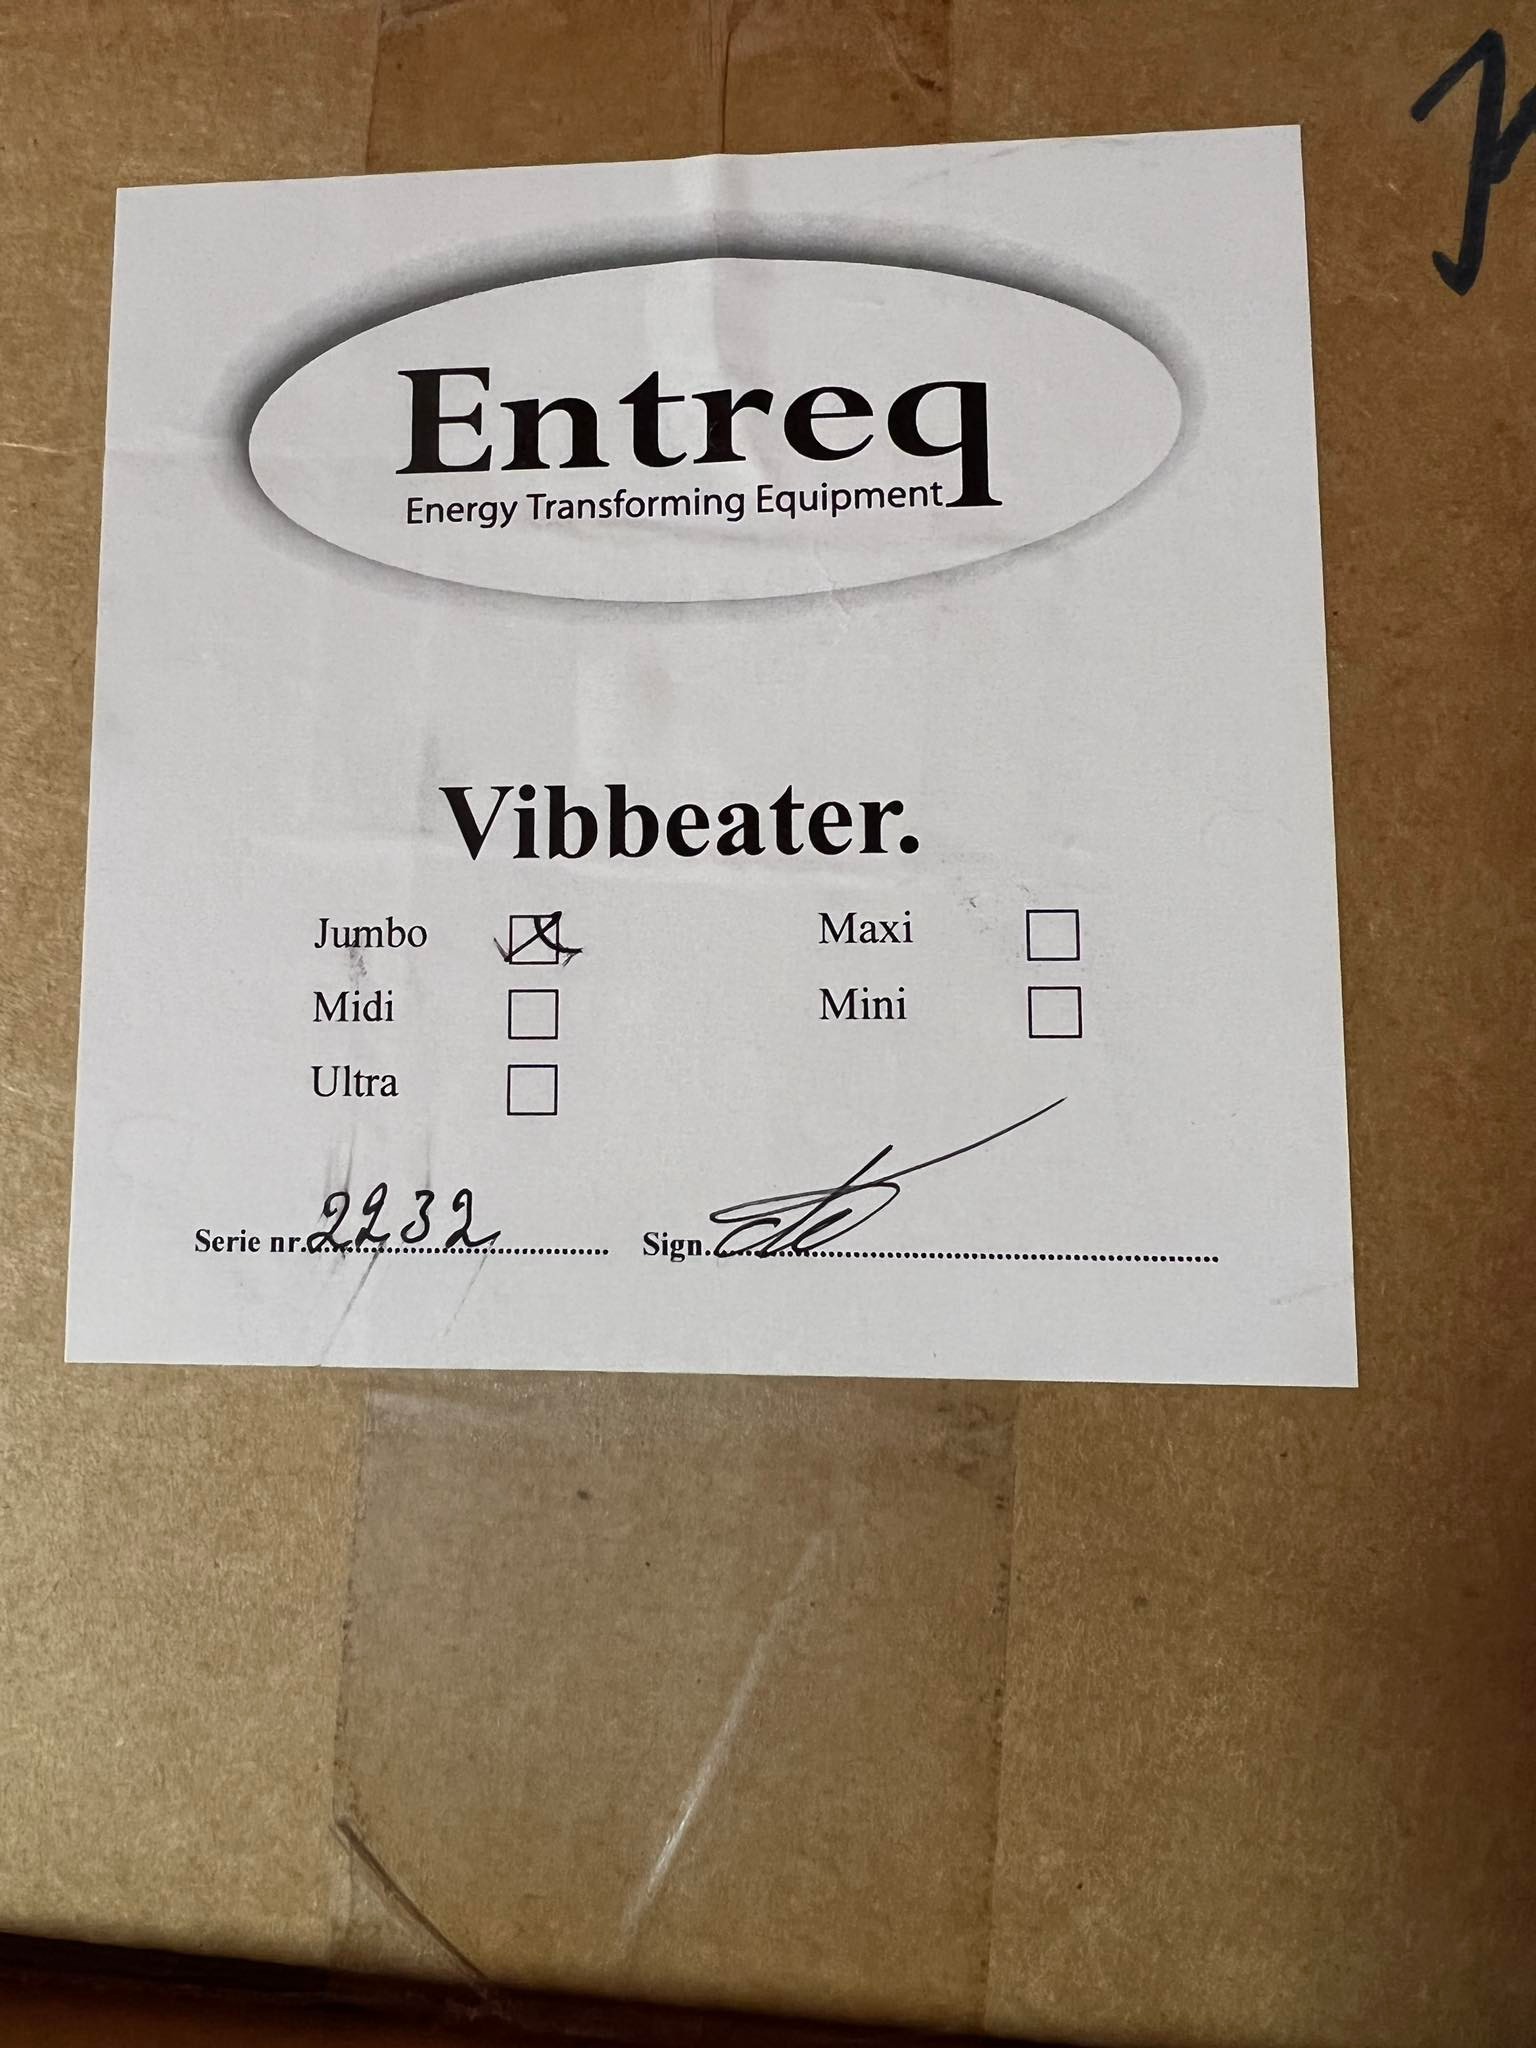 Entreq
Energy Transforming Equipment
Vibbeater.
Jumbo Maxi
Midi Mini
Ultra
Serie nr. 2232 Sign.